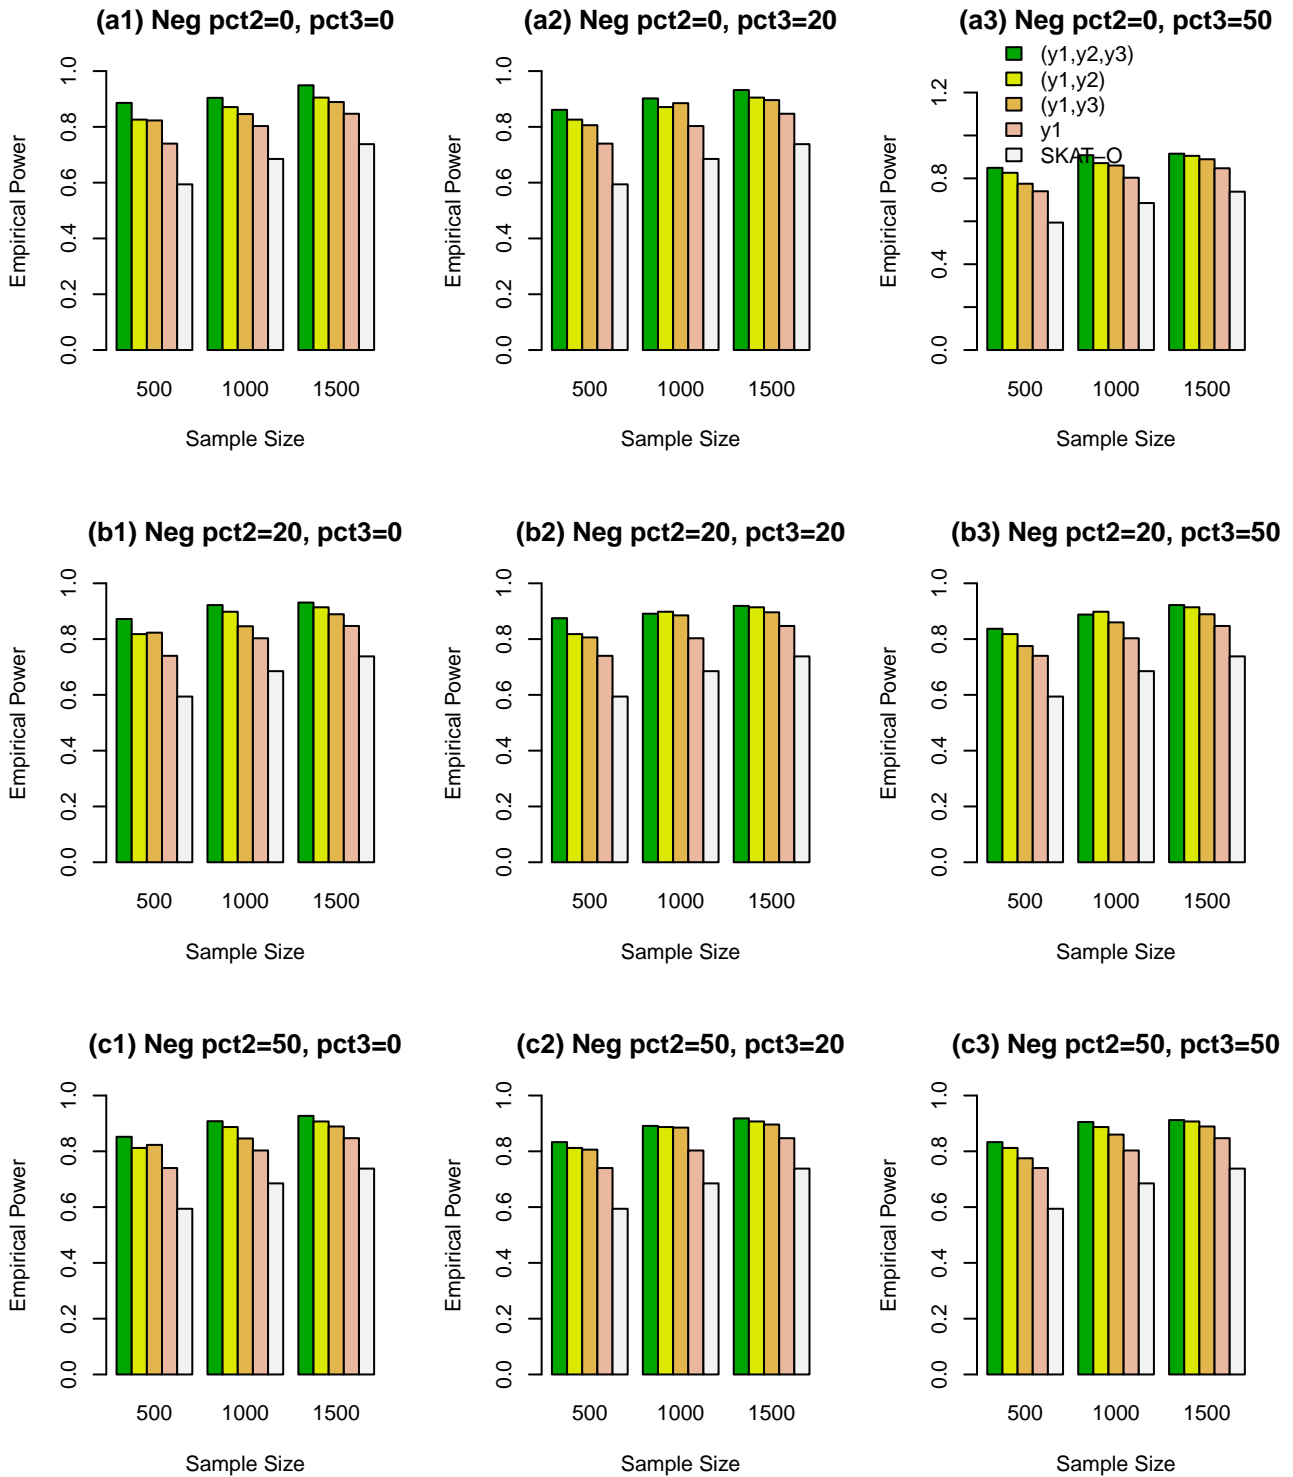 (a1) Neg pct2=0, pct3=0
Empirical Power
0.0 0.2 0.4 0.6 0.8 1.0
500 1000 1500
Sample Size
(a2) Neg pct2=0, pct3=20
Empirical Power
0.0 0.2 0.4 0.6 0.8 1.0
500 1000 1500
Sample Size
(a3) Neg pct2=0, pct3=50
(y1,y2,y3)
(y1,y2)
(y1,y3)
y1
SKAT-O
Empirical Power
0.0 0.4 0.8 1.2
500 1000 1500
Sample Size
(b1) Neg pct2=20, pct3=0
Empirical Power
0.0 0.2 0.4 0.6 0.8 1.0
500 1000 1500
Sample Size
(b2) Neg pct2=20, pct3=20
Empirical Power
0.0 0.2 0.4 0.6 0.8 1.0
500 1000 1500
Sample Size
(b3) Neg pct2=20, pct3=50
Empirical Power
0.0 0.2 0.4 0.6 0.8 1.0
500 1000 1500
Sample Size
(c1) Neg pct2=50, pct3=0
Empirical Power
0.0 0.2 0.4 0.6 0.8 1.0
500 1000 1500
Sample Size
(c2) Neg pct2=50, pct3=20
Empirical Power
0.0 0.2 0.4 0.6 0.8 1.0
500 1000 1500
Sample Size
(c3) Neg pct2=50, pct3=50
Empirical Power
0.0 0.2 0.4 0.6 0.8 1.0
500 1000 1500
Sample Size